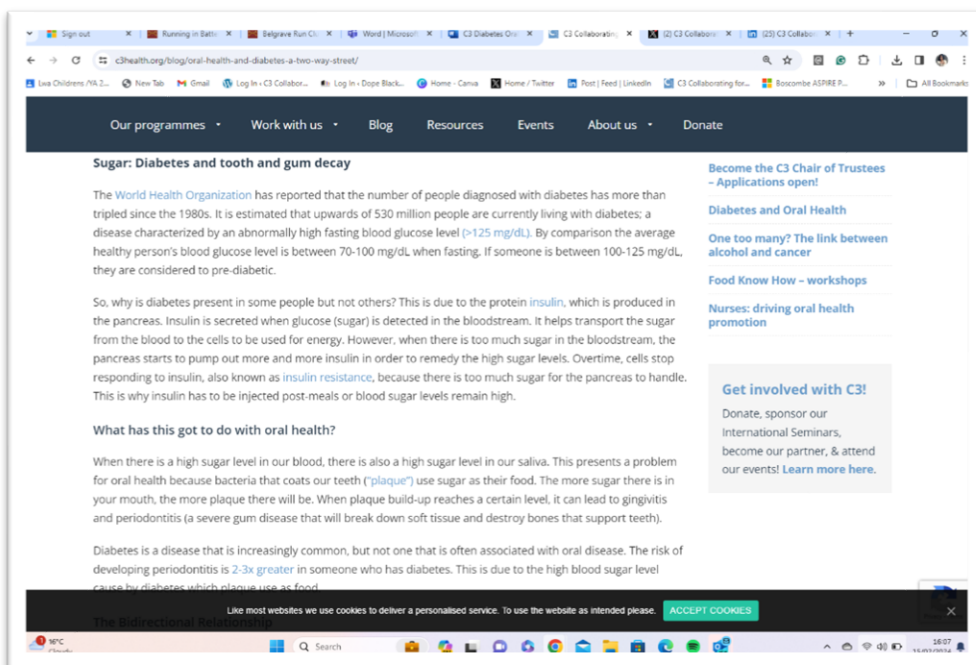 Sign out
Running in Batte
Belgrave Run Clu
Word | Microsof
C3 Diabetes Ora
C3 Collaborating
(2) C3 Collabora
(25) C3 Collabor
c3health.org/blog/oral-health-and-diabetes-a-two-way-street/
Lwa Childrens /YA 2...
New Tab
Gmail
Log In ‹ C3 Collabor...
Log In ‹ Dope Black...
Home - Canva
Home / Twitter
Post | Feed | LinkedIn
C3 Collaborating for...
Boscombe ASPIRE P...
»
All Bookmarks
Our programmes
Work with us
Blog
Resources
Events
About us
Donate
Sugar: Diabetes and tooth and gum decay
The World Health Organization has reported that the number of people diagnosed with diabetes has more than
tripled since the 1980s. It is estimated that upwards of 530 million people are currently living with diabetes; a
disease characterized by an abnormally high fasting blood glucose level (>125 mg/dL). By comparison the average
healthy person's blood glucose level is between 70-100 mg/dL when fasting. If someone is between 100-125 mg/dL,
they are considered to pre-diabetic.
So, why is diabetes present in some people but not others? This is due to the protein insulin, which is produced in
the pancreas. Insulin is secreted when glucose (sugar) is detected in the bloodstream. It helps transport the sugar
from the blood to the cells to be used for energy. However, when there is too much sugar in the bloodstream, the
pancreas starts to pump out more and more insulin in order to remedy the high sugar levels. Overtime, cells stop
responding to insulin, also known as insulin resistance, because there is too much sugar for the pancreas to handle.
This is why insulin has to be injected post-meals or blood sugar levels remain high.
What has this got to do with oral health?
When there is a high sugar level in our blood, there is also a high sugar level in our saliva. This presents a problem
for oral health because bacteria that coats our teeth ("plaque") use sugar as their food. The more sugar there is in
your mouth, the more plaque there will be. When plaque build-up reaches a certain level, it can lead to gingivitis
and periodontitis (a severe gum disease that will break down soft tissue and destroy bones that support teeth).
Diabetes is a disease that is increasingly common, but not one that is often associated with oral disease. The risk of
developing periodontitis is 2-3x greater in someone who has diabetes. This is due to the high blood sugar level
cause by diabetes which plaque use as food.
The Bidirectional Relationship
Become the C3 Chair of Trustees
– Applications open!
Diabetes and Oral Health
One too many? The link between
alcohol and cancer
Food Know How – workshops
Nurses: driving oral health
promotion
Get involved with C3!
Donate, sponsor our
International Seminars,
become our partner, & attend
our events! Learn more here.
Like most websites we use cookies to deliver a personalised service. To use the website as intended please.
ACCEPT COOKIES
16°C
Cloudy
Search
16:07
15/03/2024